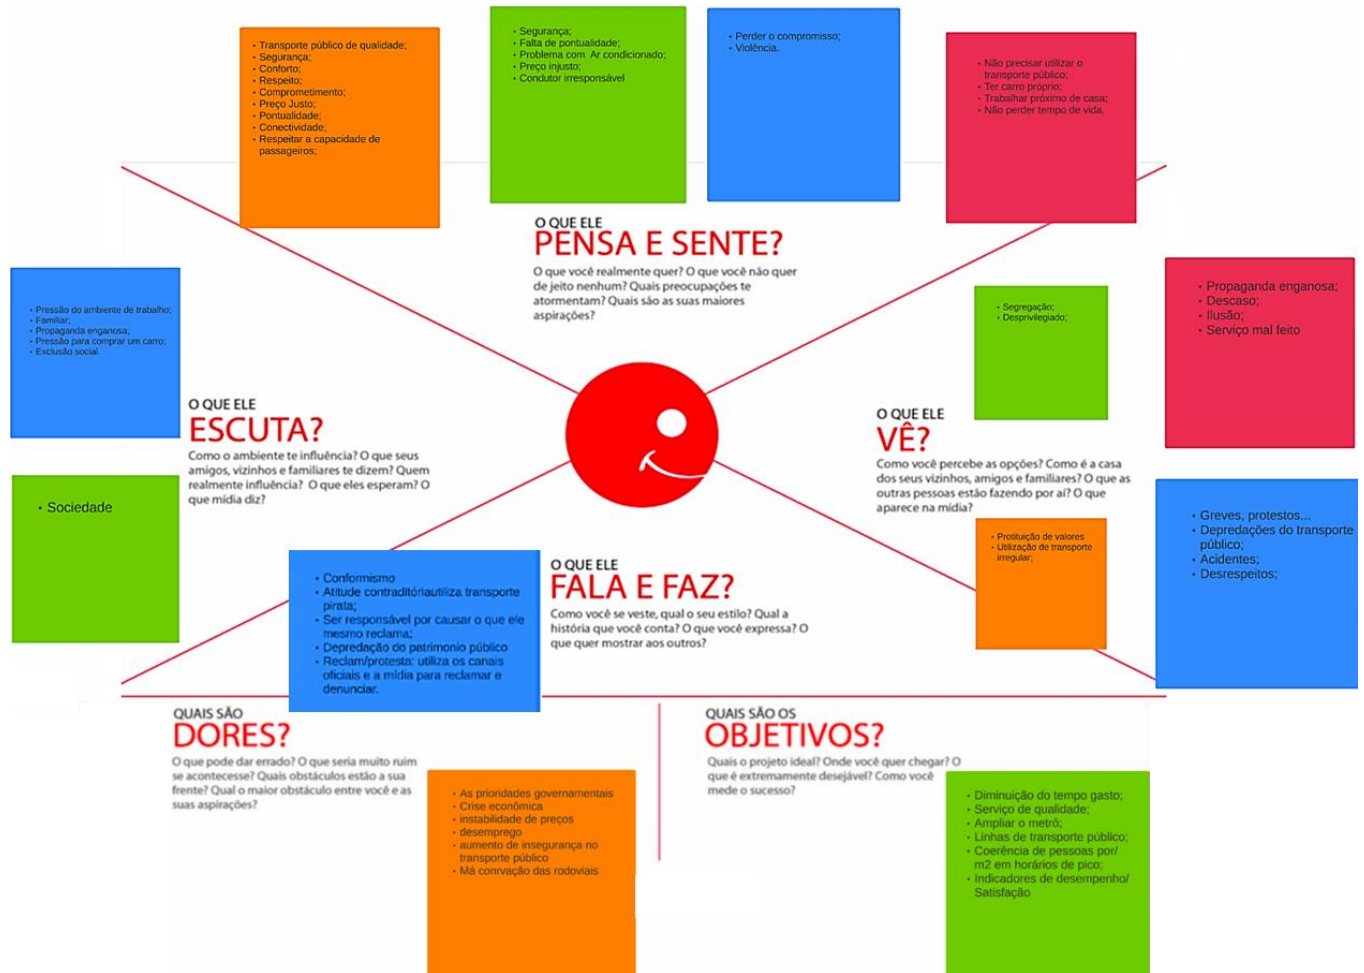 • Transporte público de qualidade;
• Segurança;
• Conforto;
• Respeito;
• Comprometimento;
• Preço Justo;
• Pontualidade;
• Conectividade;
• Respeitar a capacidade de
passageiros;
• Segurança;
• Falta de pontualidade;
• Problema com Ar condicionado;
• Preço injusto;
• Condutor irresponsável
• Perder o compromisso;
• Violência.
• Não precisar utilizar o
transporte público;
• Ter carro próprio;
• Trabalhar próximo de casa;
• Não perder tempo de vida.
O QUE ELE
PENSA E SENTE?
O que você realmente quer? O que você não quer
de jeito nenhum? Quais preocupações te
atormentam? Quais são as suas maiores
aspirações?
• Pressão do ambiente de trabalho;
• Familiar;
• Propaganda enganosa;
• Pressão para comprar um carro;
• Exclusão social.
O QUE ELE
ESCUTA?
Como o ambiente te influência? O que seus
amigos, vizinhos e familiares te dizem? Quem
realmente influência? O que eles esperam? O
que mídia diz?
• Sociedade
• Segregação;
• Desprivilegiado;
• Propaganda enganosa;
• Descaso;
• Ilusão;
• Serviço mal feito
O QUE ELE
VÊ?
Como você percebe as opções? Como é a casa
dos seus vizinhos, amigos e familiares? O que as
outras pessoas estão fazendo por aí? O que
aparece na mídia?
• Protituição de valores
• Utilização de transporte
irregular;
• Greves, protestos...
• Depredações do transporte
público;
• Acidentes;
• Desrespeitos;
• Conformismo
• Atitude contraditóriautiliza transporte
pirata;
• Ser responsável por causar o que ele
mesmo reclama;
• Depredação do patrimonio público
• Reclam/protesta: utiliza os canais
oficiais e a mídia para reclamar e
denunciar.
O QUE ELE
FALA E FAZ?
Como você se veste, qual o seu estilo? Qual a
história que você conta? O que você expressa? O
que quer mostrar aos outros?
QUAIS SÃO
DORES?
O que pode dar errado? O que seria muito ruim
se acontecesse? Quais obstáculos estão a sua
frente? Qual o maior obstáculo entre você e as
suas aspirações?
• As prioridades governamentais
• Crise econômica
• instabilidade de preços
• desemprego
• aumento de insegurança no
transporte público
• Má conrvação das rodoviais
QUAIS SÃO OS
OBJETIVOS?
Quais o projeto ideal? Onde você quer chegar? O
que é extremamente desejável? Como você
mede o sucesso?
• Diminuição do tempo gasto;
• Serviço de qualidade;
• Ampliar o metrô;
• Linhas de transporte público;
• Coerência de pessoas por/
m2 em horários de pico;
• Indicadores de desempenho/
Satisfação